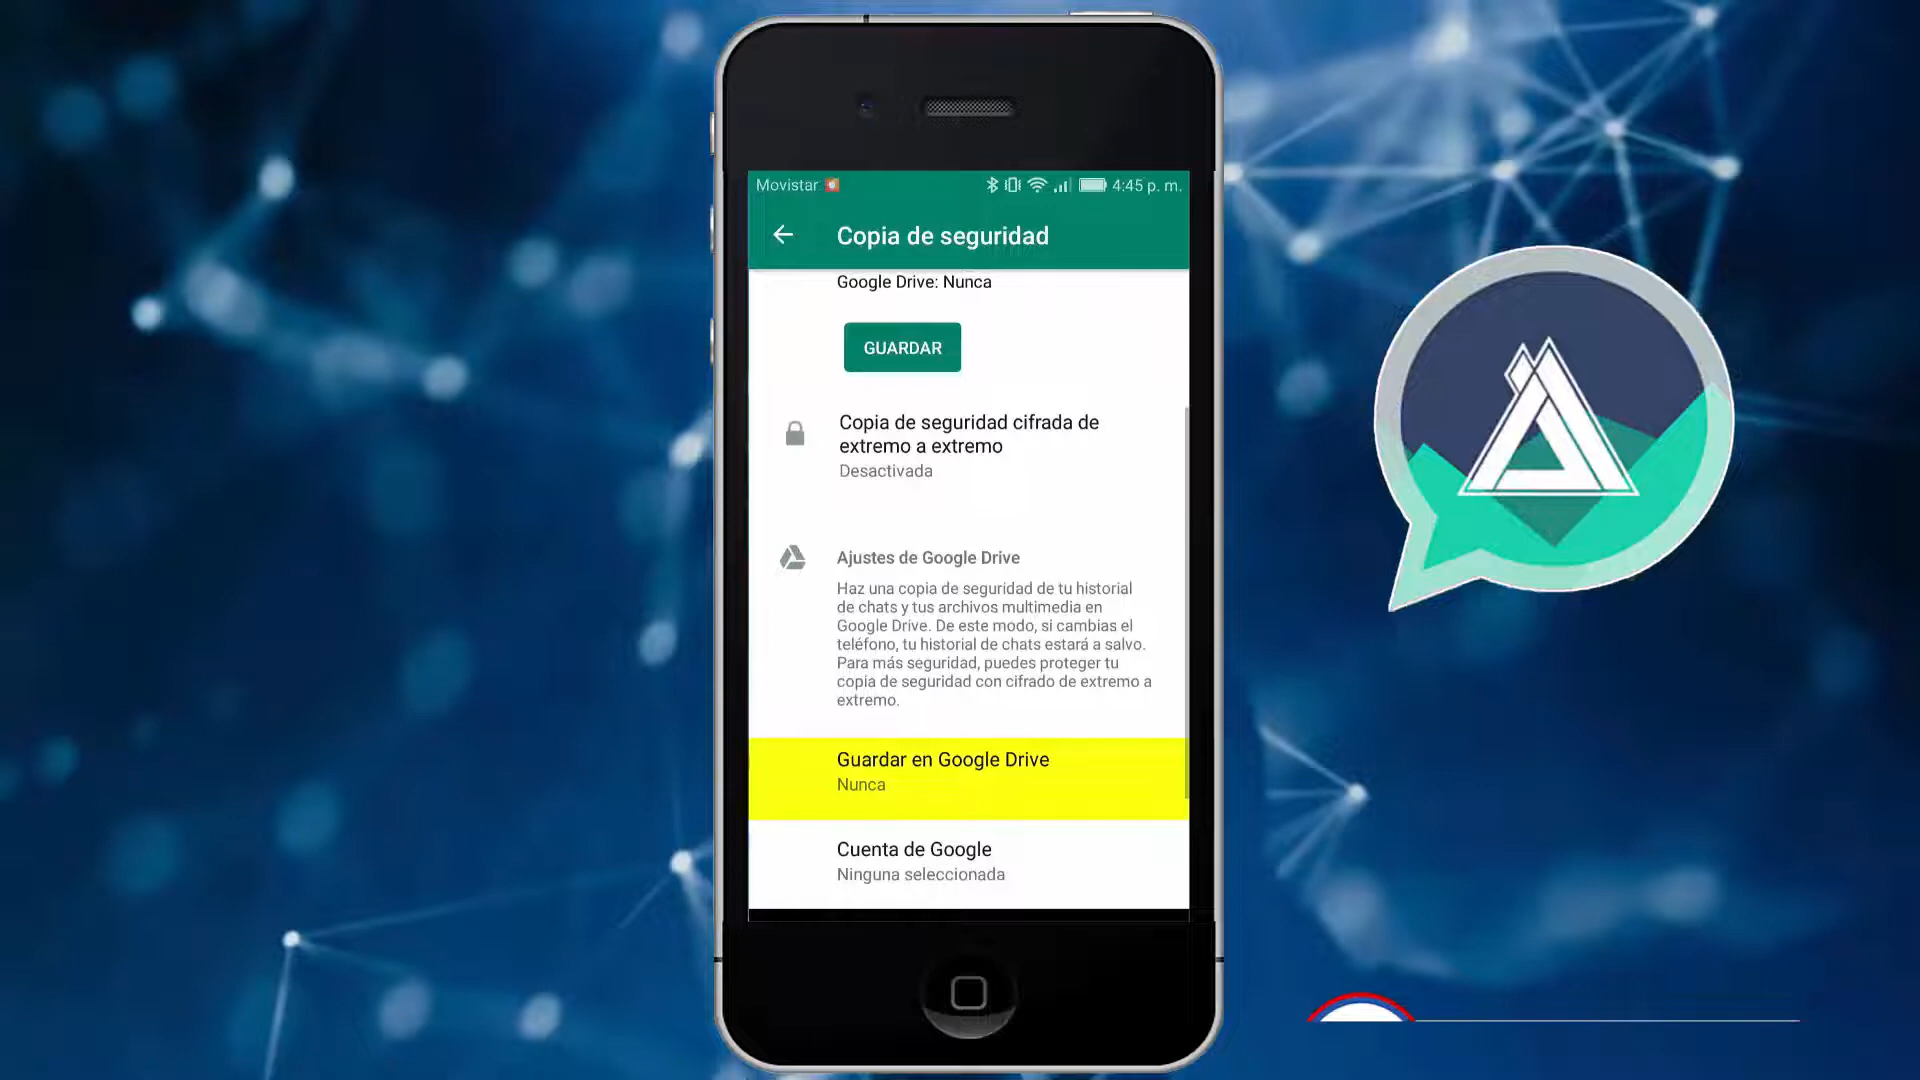 Movistar
4:45 p. m.
Copia de seguridad
Google Drive: Nunca
GUARDAR
Copia de seguridad cifrada de
extremo a extremo
Desactivada
Ajustes de Google Drive
Haz una copia de seguridad de tu historial
de chats y tus archivos multimedia en
Google Drive. De este modo, si cambias el
teléfono, tu historial de chats estará a salvo.
Para más seguridad, puedes proteger tu
copia de seguridad con cifrado de extremo a
extremo.
Guardar en Google Drive
Nunca
Cuenta de Google
Ninguna seleccionada